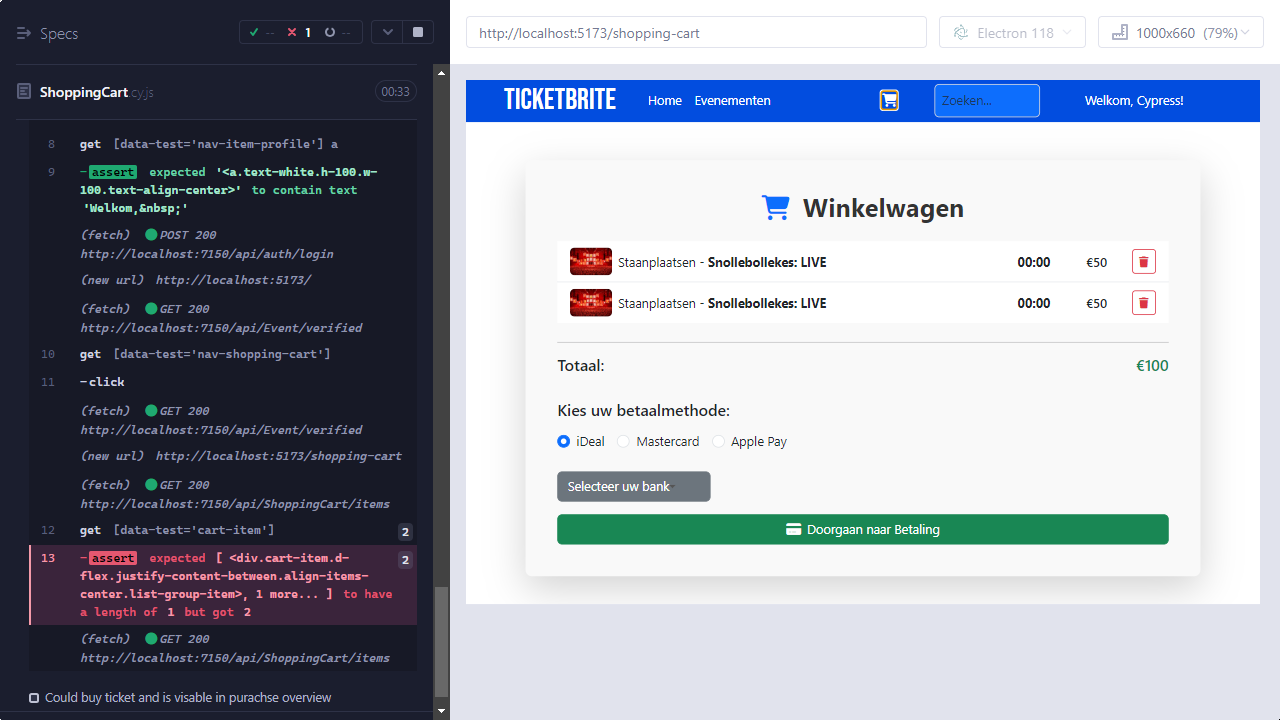 Specs
-- 1 --
ShoppingCart.cy.js 00:33
8 get [data-test='nav-item-profile'] a
9 -assert expected '<a.text-white.h-100.w-
100.text-align-center>' to contain text
'Welkom,&nbsp;'
(fetch) POST 200
http://localhost:7150/api/auth/login
(new url) http://localhost:5173/
(fetch) GET 200
http://localhost:7150/api/Event/verified
10 get [data-test='nav-shopping-cart']
11 -click
(fetch) GET 200
http://localhost:7150/api/Event/verified
(new url) http://localhost:5173/shopping-cart
(fetch) GET 200
http://localhost:7150/api/ShoppingCart/items
12 get [data-test='cart-item'] 2
13 -assert expected [ <div.cart-item.d- 2
flex.justify-content-between.align-items-
center.list-group-item>, 1 more... ] to have
a length of 1 but got 2
(fetch) GET 200
http://localhost:7150/api/ShoppingCart/items
Could buy ticket and is visable in purachse overview
http://localhost:5173/shopping-cart
Electron 118
1000x660 (79%)
TICKETBRITE Home Evenementen Zoeken... Welkom, Cypress!
Winkelwagen
Staanplaatsen - Snollebollekes: LIVE 00:00 €50
Staanplaatsen - Snollebollekes: LIVE 00:00 €50
Totaal: €100
Kies uw betaalmethode:
iDeal Mastercard Apple Pay
Selecteer uw bank
Doorgaan naar Betaling